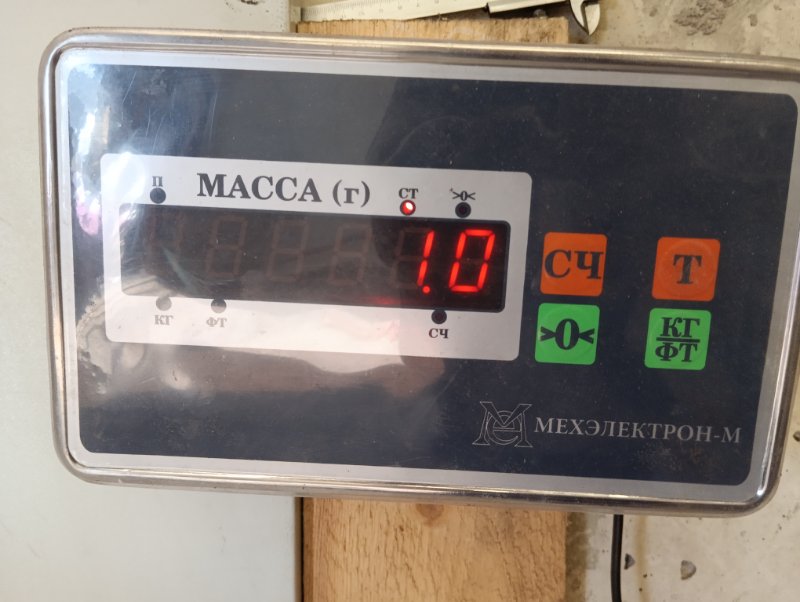 П МАССА (г) СТ >0<
1.0
КГ ФТ СЧ
СЧ Т
>0< КГ/ФТ
МЕХЭЛЕКТРОН-М